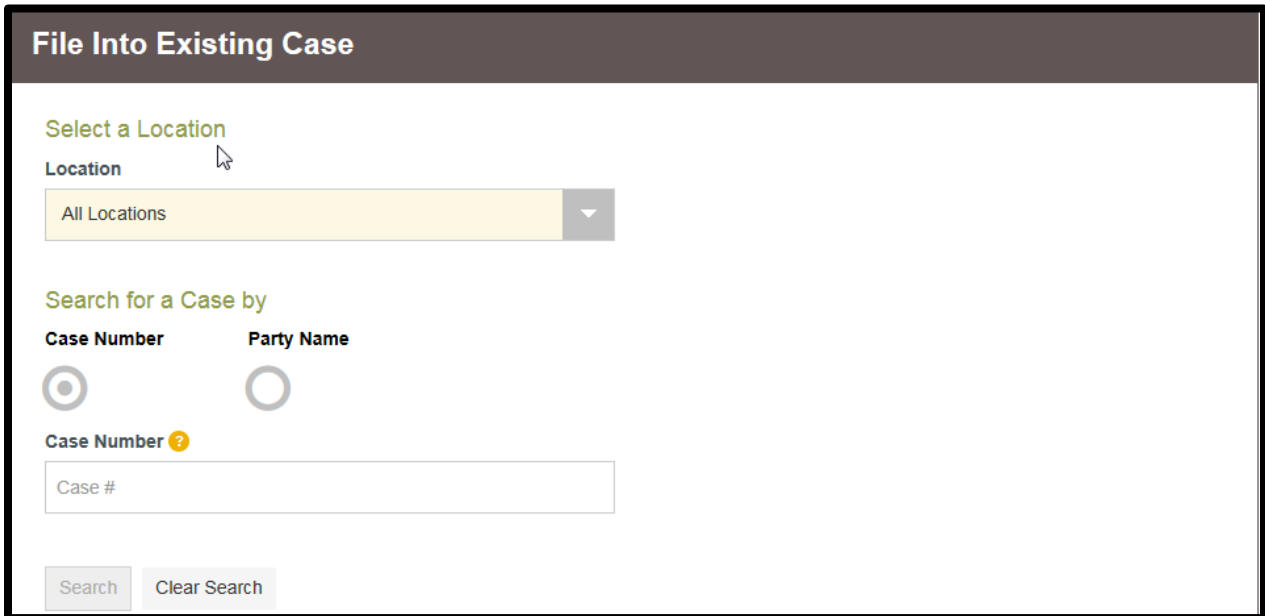 File Into Existing Case
Select a Location
Location
All Locations
Search for a Case by
Case Number Party Name
Case Number ?
Case #
Search Clear Search